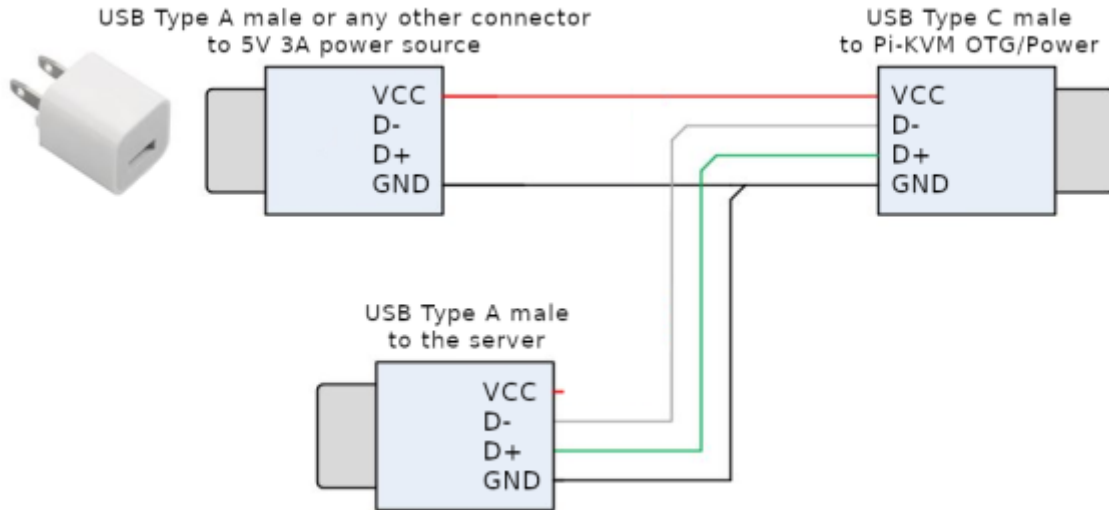 USB Type A male or any other connector
to 5V 3A power source
USB Type C male
to Pi-KVM OTG/Power
VCC
D-
D+
GND
VCC
D-
D+
GND
USB Type A male
to the server
VCC
D-
D+
GND